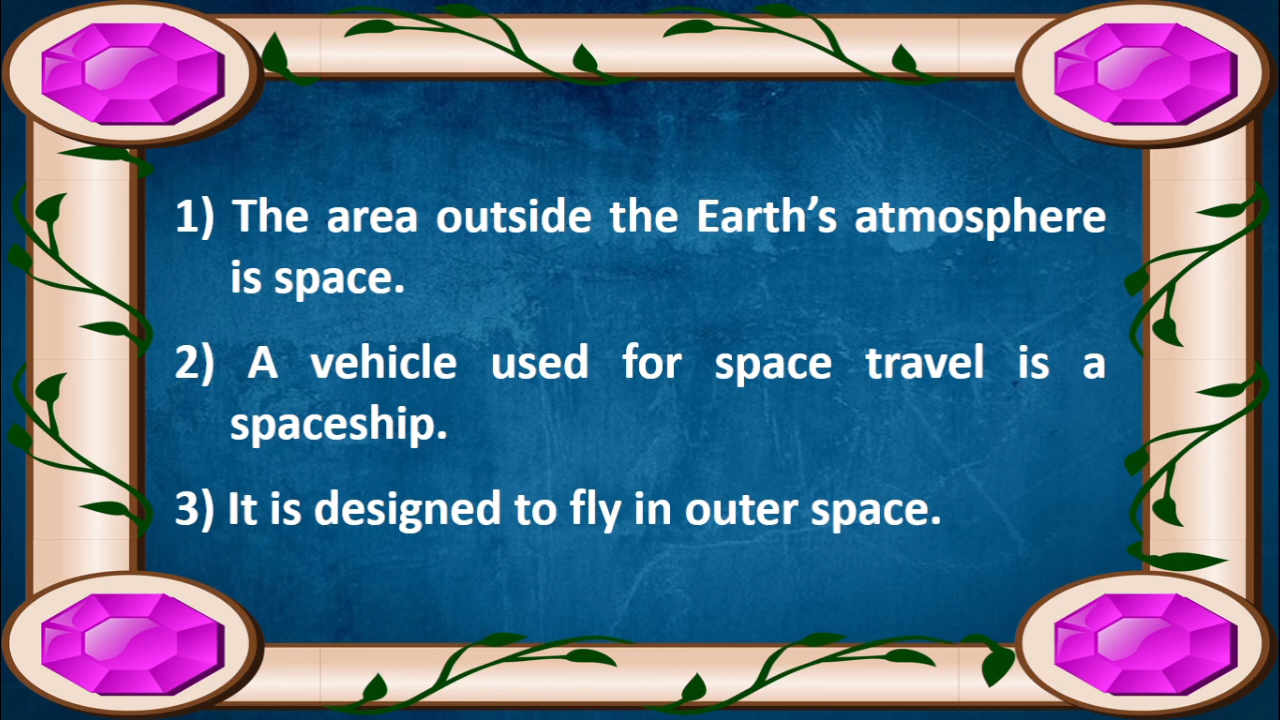 1) The area outside the Earth’s atmosphere
is space.
2) A vehicle used for space travel is a
spaceship.
3) It is designed to fly in outer space.